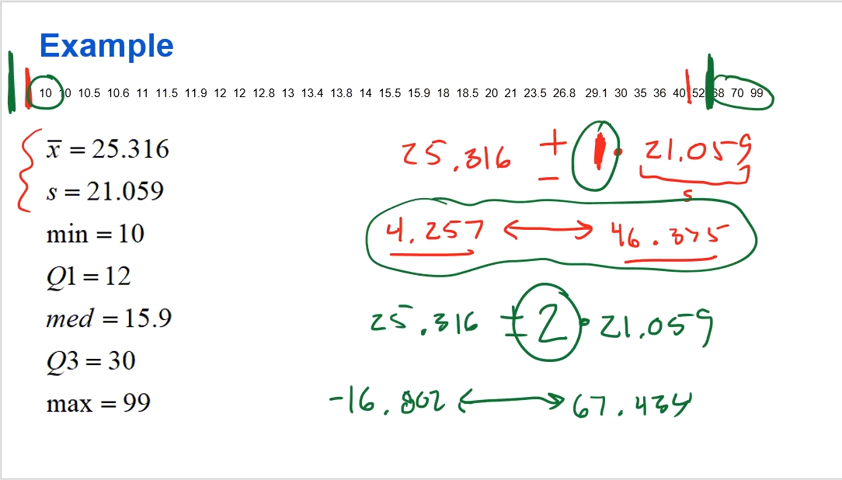 Example
10 10 10.5 10.6 11 11.5 11.9 12 12 12.8 13 13.4 13.8 14 15.5 15.9 18 18.5 20 21 23.5 26.8 29.1 30 35 36 40 52 68 70 99
x̄ = 25.316
s = 21.059
min = 10
Q1 = 12
med = 15.9
Q3 = 30
max = 99
25.316 ± 1 · 21.059
s
4.257 ⟷ 46.375
25.316 ± 2 · 21.059
-16.802 ⟷ 67.434